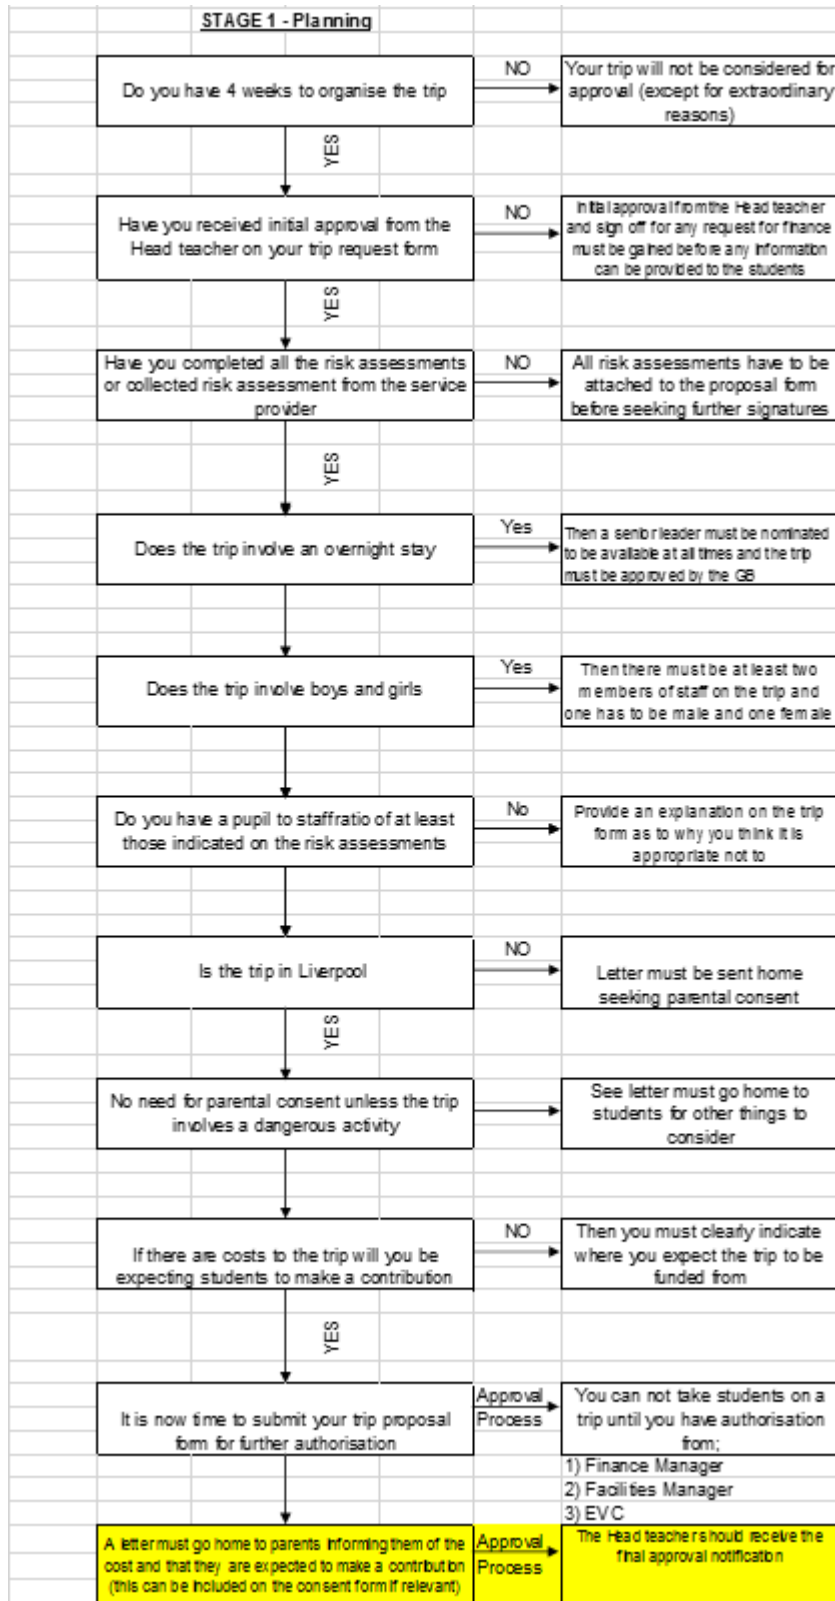 STAGE 1 - Planning
Do you have 4 weeks to organise the trip
NO
Your trip will not be considered for
approval (except for extraordinary
reasons)
YES
Have you received initial approval from the
Head teacher on your trip request form
NO
Initial approval from the Head teacher
and sign off for any request for finance
must be gained before any information
can be provided to the students
YES
Have you completed all the risk assessments
or collected risk assessment from the service
provider
NO
All risk assessments have to be
attached to the proposal form
before seeking further signatures
YES
Does the trip involve an overnight stay
Yes
Then a senior leader must be nominated
to be available at all times and the trip
must be approved by the GB
Does the trip involve boys and girls
Yes
Then there must be at least two
members of staff on the trip and
one has to be male and one female
Do you have a pupil to staff ratio of at least
those indicated on the risk assessments
No
Provide an explanation on the trip
form as to why you think it is
appropriate not to
Is the trip in Liverpool
NO
Letter must be sent home
seeking parental consent
YES
No need for parental consent unless the trip
involves a dangerous activity
See letter must go home to
students for other things to
consider
If there are costs to the trip will you be
expecting students to make a contribution
NO
Then you must clearly indicate
where you expect the trip to be
funded from
YES
It is now time to submit your trip proposal
form for further authorisation
Approval
Process
You can not take students on a
trip until you have authorisation
from;
1) Finance Manager
2) Facilities Manager
3) EVC
A letter must go home to parents informing them of the
cost and that they are expected to make a contribution
(this can be included on the consent form if relevant)
Approval
Process
The Head teacher should receive the
final approval notification